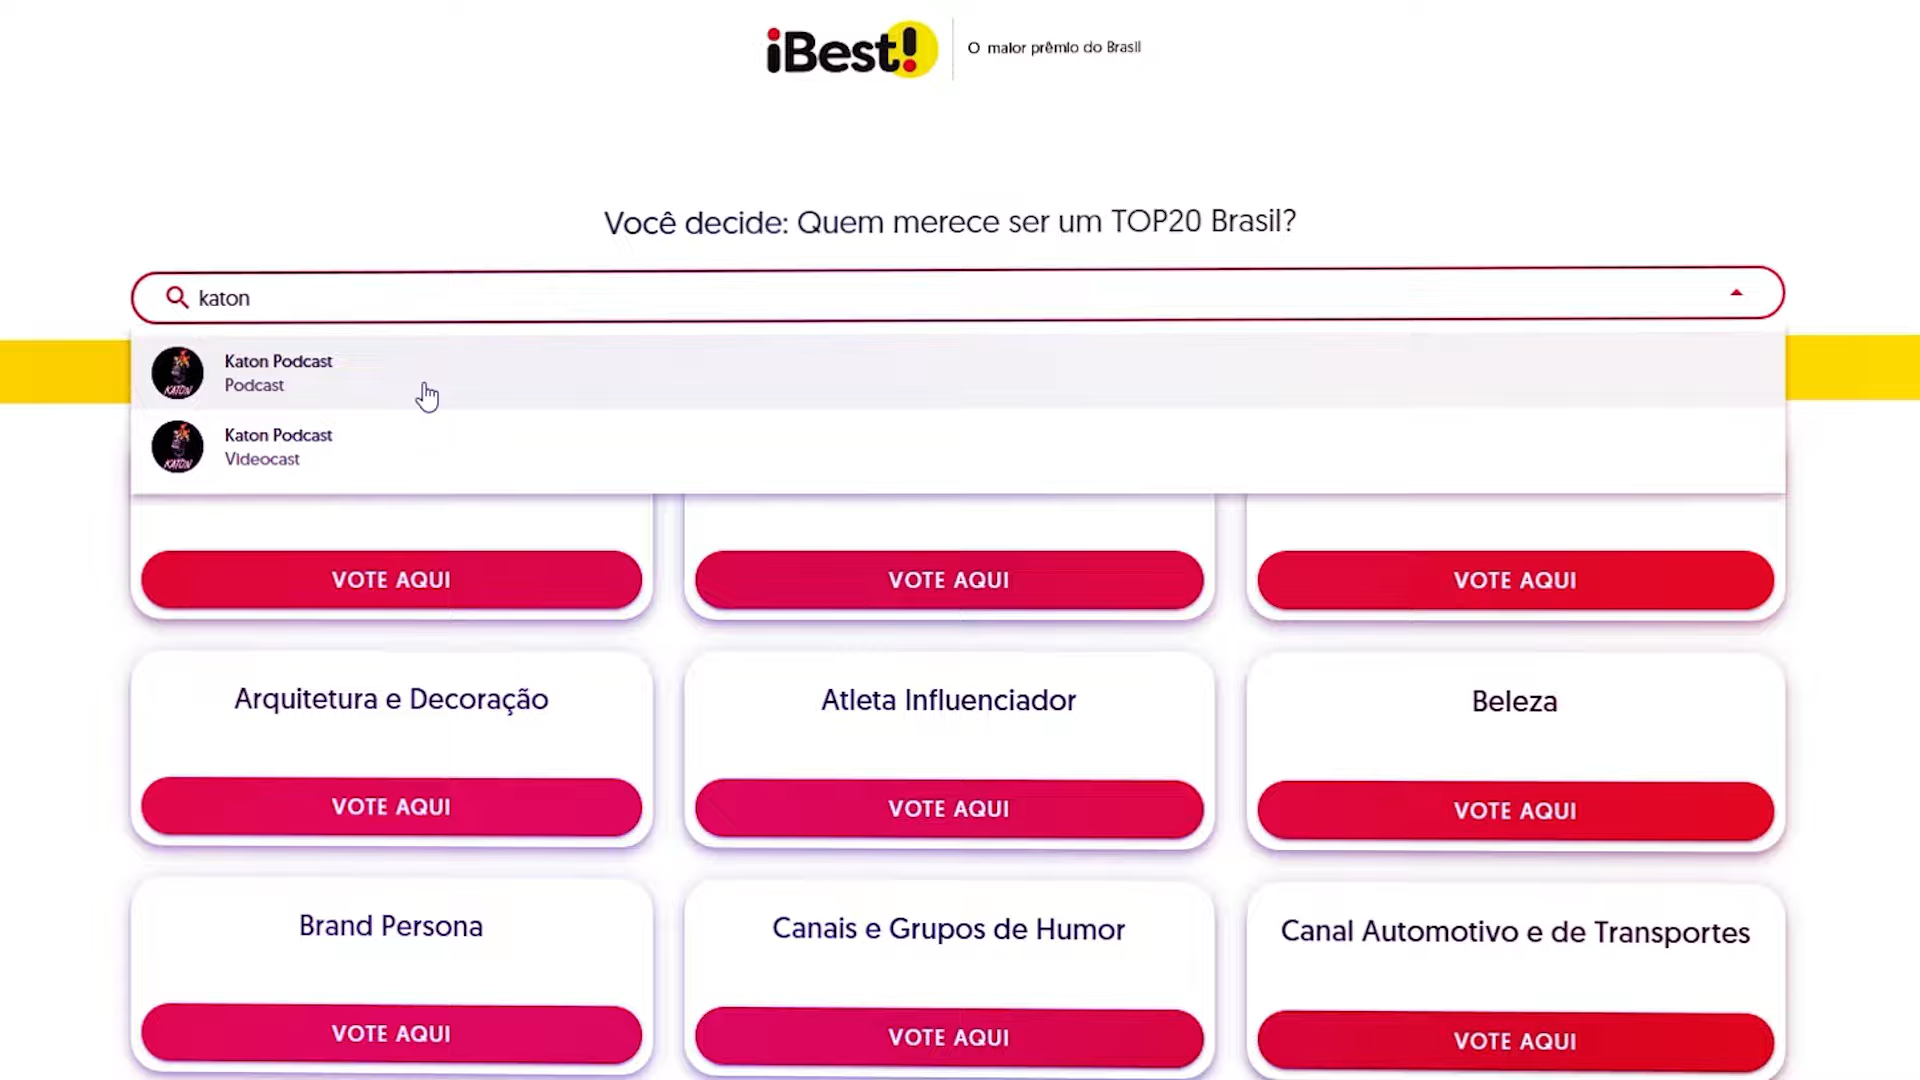 iBest!
O maior prêmio do Brasil
Você decide: Quem merece ser um TOP20 Brasil?
katon
KATON
Katon Podcast
Podcast
KATON
Katon Podcast
Videocast
VOTE AQUI
VOTE AQUI
VOTE AQUI
Arquitetura e Decoração
Atleta Influenciador
Beleza
VOTE AQUI
VOTE AQUI
VOTE AQUI
Brand Persona
Canais e Grupos de Humor
Canal Automotivo e de Transportes
VOTE AQUI
VOTE AQUI
VOTE AQUI